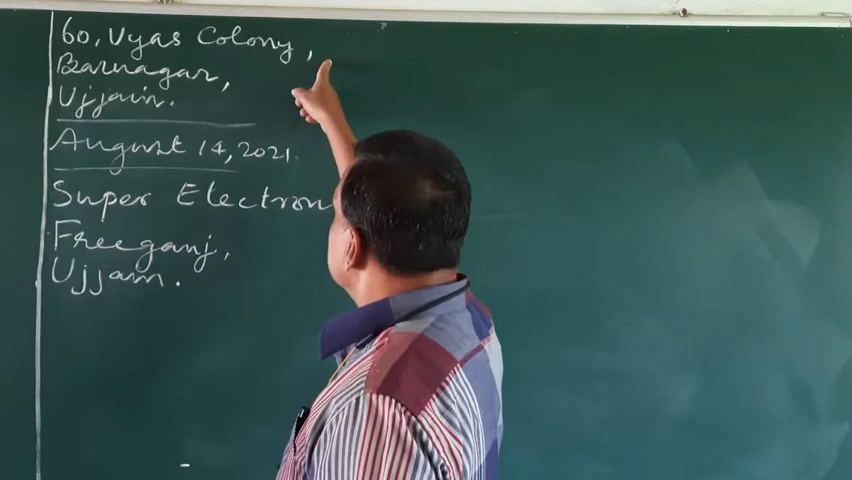 60, Vyas Colony,
Barnagar,
Ujjain.
August 14, 2021.
Super Electron
Freeganj,
Ujjain.